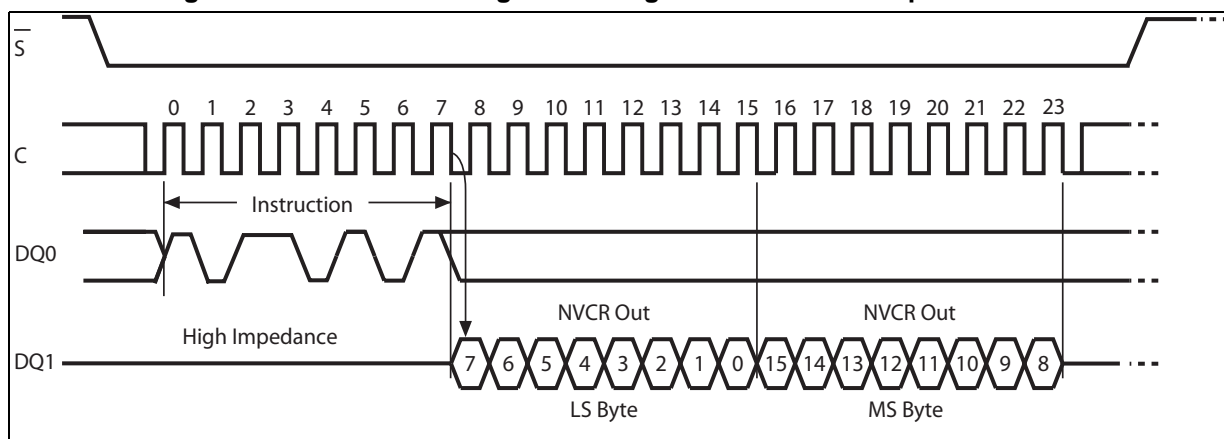 S
0 1 2 3 4 5 6 7 8 9 10 11 12 13 14 15 16 17 18 19 20 21 22 23
C
Instruction
DQ0
High Impedance
NVCR Out NVCR Out
DQ1
7 6 5 4 3 2 1 0 15 14 13 12 11 10 9 8
LS Byte MS Byte